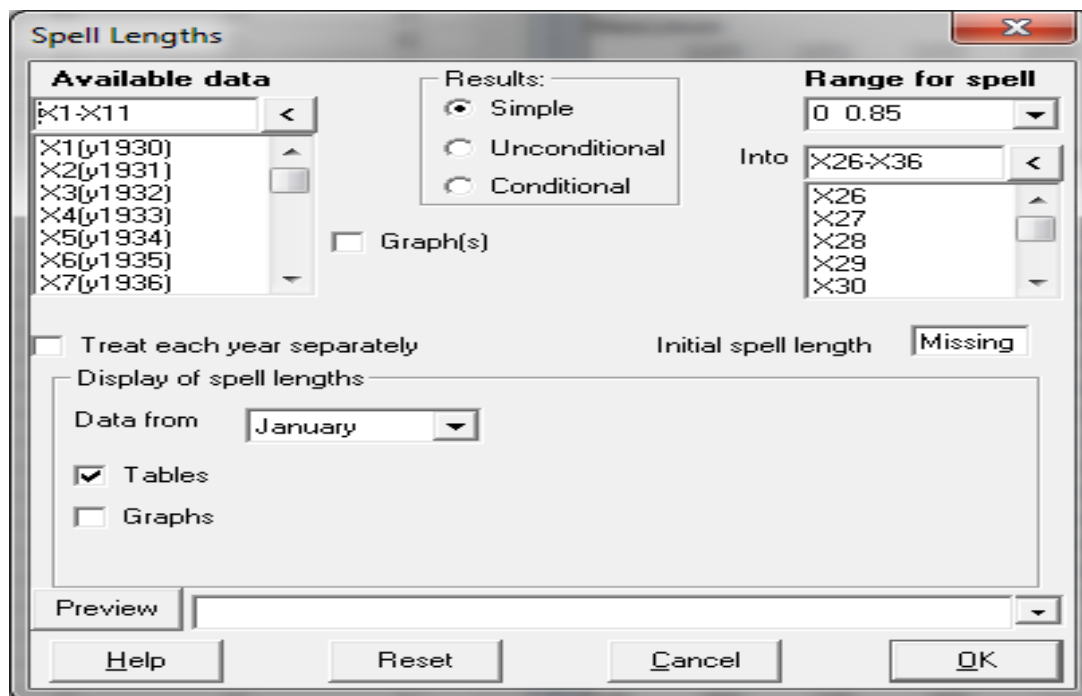 Spell Lengths
Available data
X1-X11
<
X1(y1930)
X2(y1931)
X3(y1932)
X4(y1933)
X5(y1934)
X6(y1935)
X7(y1936)
Results:
Simple
Unconditional
Conditional
Graph(s)
Range for spell
0 0.85
Into X26-X36 <
X26
X27
X28
X29
X30
Treat each year separately
Initial spell length Missing
Display of spell lengths
Data from January
Tables
Graphs
Preview
Help Reset Cancel OK